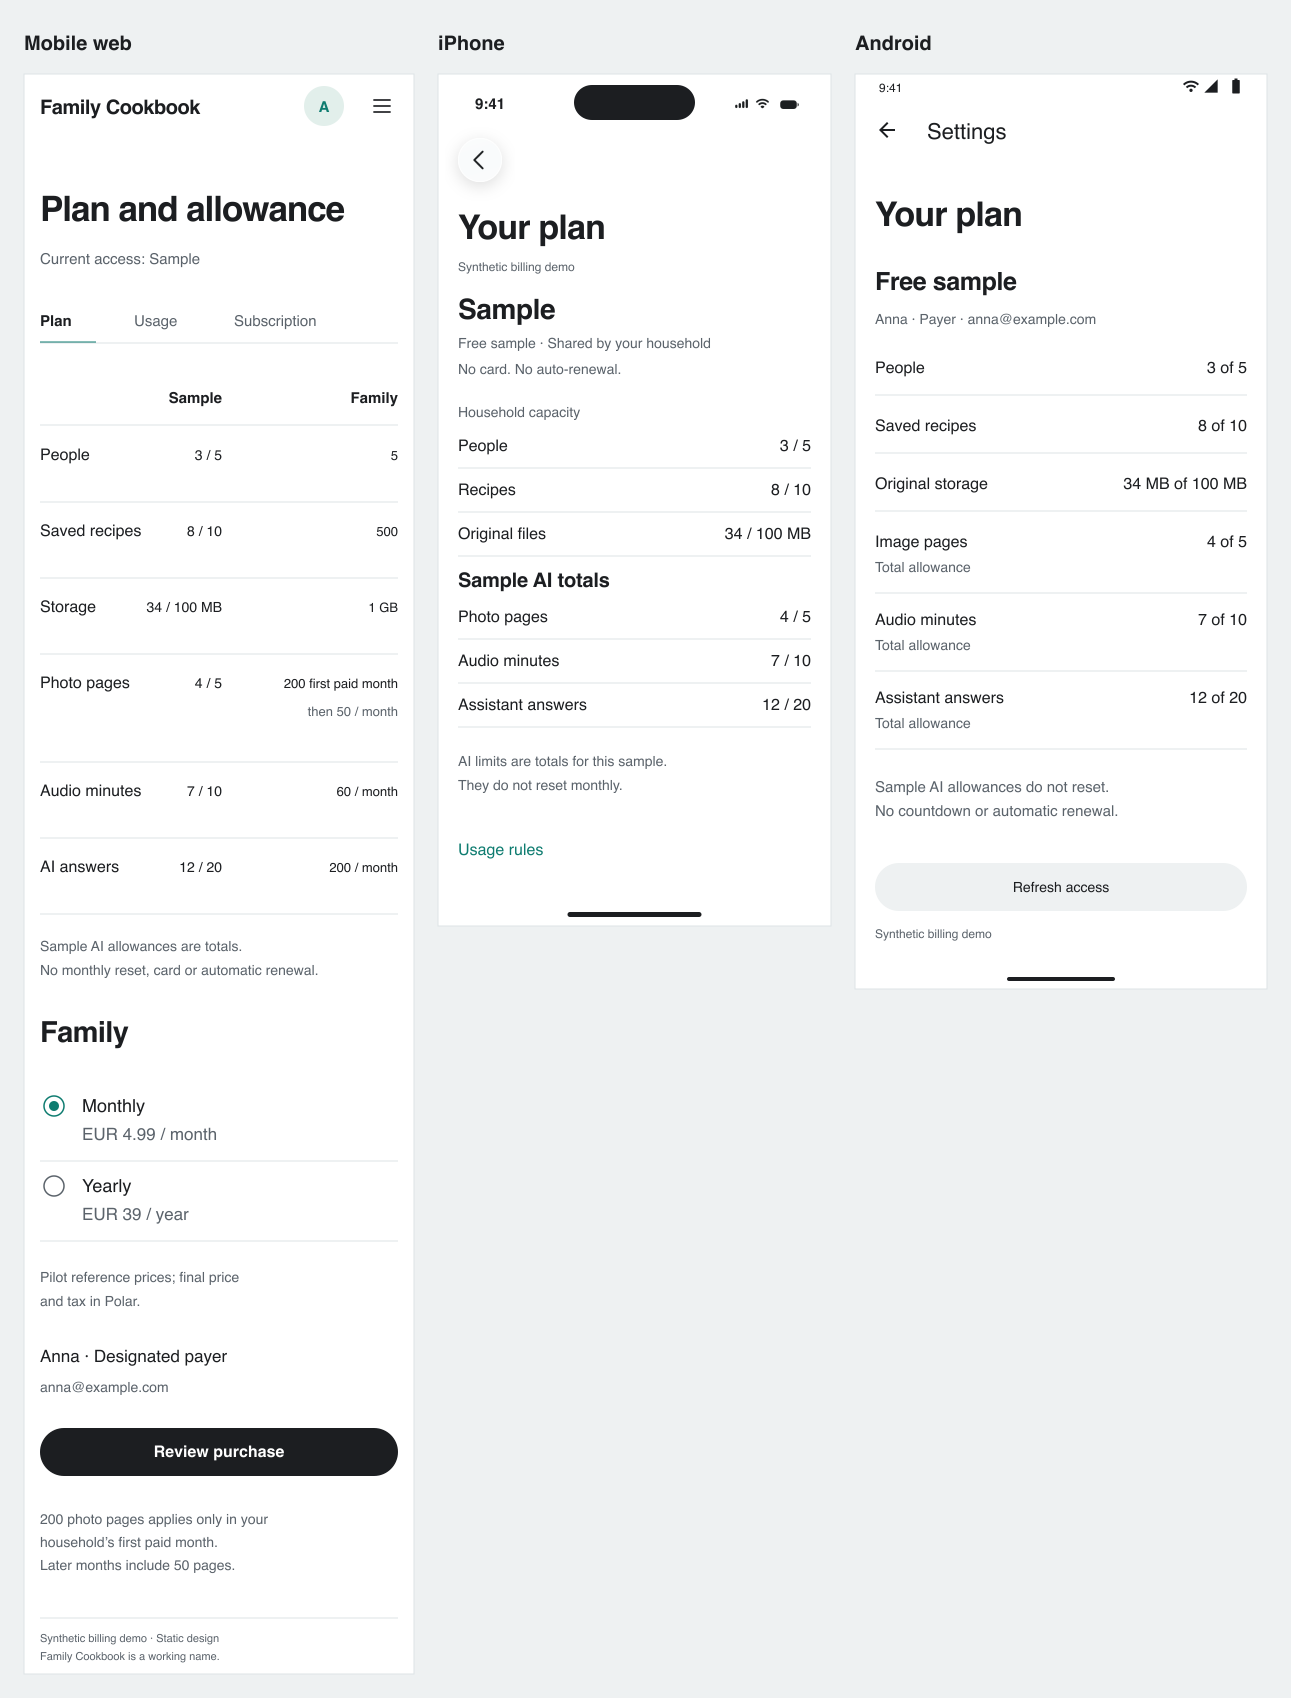 Mobile web
Family Cookbook
A
Plan and allowance
Current access: Sample
Plan Usage Subscription
Sample Family
People 3 / 5 5
Saved recipes 8 / 10 500
Storage 34 / 100 MB 1 GB
Photo pages 4 / 5 200 first paid month
then 50 / month
Audio minutes 7 / 10 60 / month
AI answers 12 / 20 200 / month
Sample AI allowances are totals.
No monthly reset, card or automatic renewal.
Family
Monthly
EUR 4.99 / month
Yearly
EUR 39 / year
Pilot reference prices; final price
and tax in Polar.
Anna · Designated payer
anna@example.com
Review purchase
200 photo pages applies only in your
household’s first paid month.
Later months include 50 pages.
Synthetic billing demo · Static design
Family Cookbook is a working name.
iPhone
9:41
Your plan
Synthetic billing demo
Sample
Free sample · Shared by your household
No card. No auto-renewal.
Household capacity
People 3 / 5
Recipes 8 / 10
Original files 34 / 100 MB
Sample AI totals
Photo pages 4 / 5
Audio minutes 7 / 10
Assistant answers 12 / 20
AI limits are totals for this sample.
They do not reset monthly.
Usage rules
Android
9:41
Settings
Your plan
Free sample
Anna · Payer · anna@example.com
People 3 of 5
Saved recipes 8 of 10
Original storage 34 MB of 100 MB
Image pages 4 of 5
Total allowance
Audio minutes 7 of 10
Total allowance
Assistant answers 12 of 20
Total allowance
Sample AI allowances do not reset.
No countdown or automatic renewal.
Refresh access
Synthetic billing demo